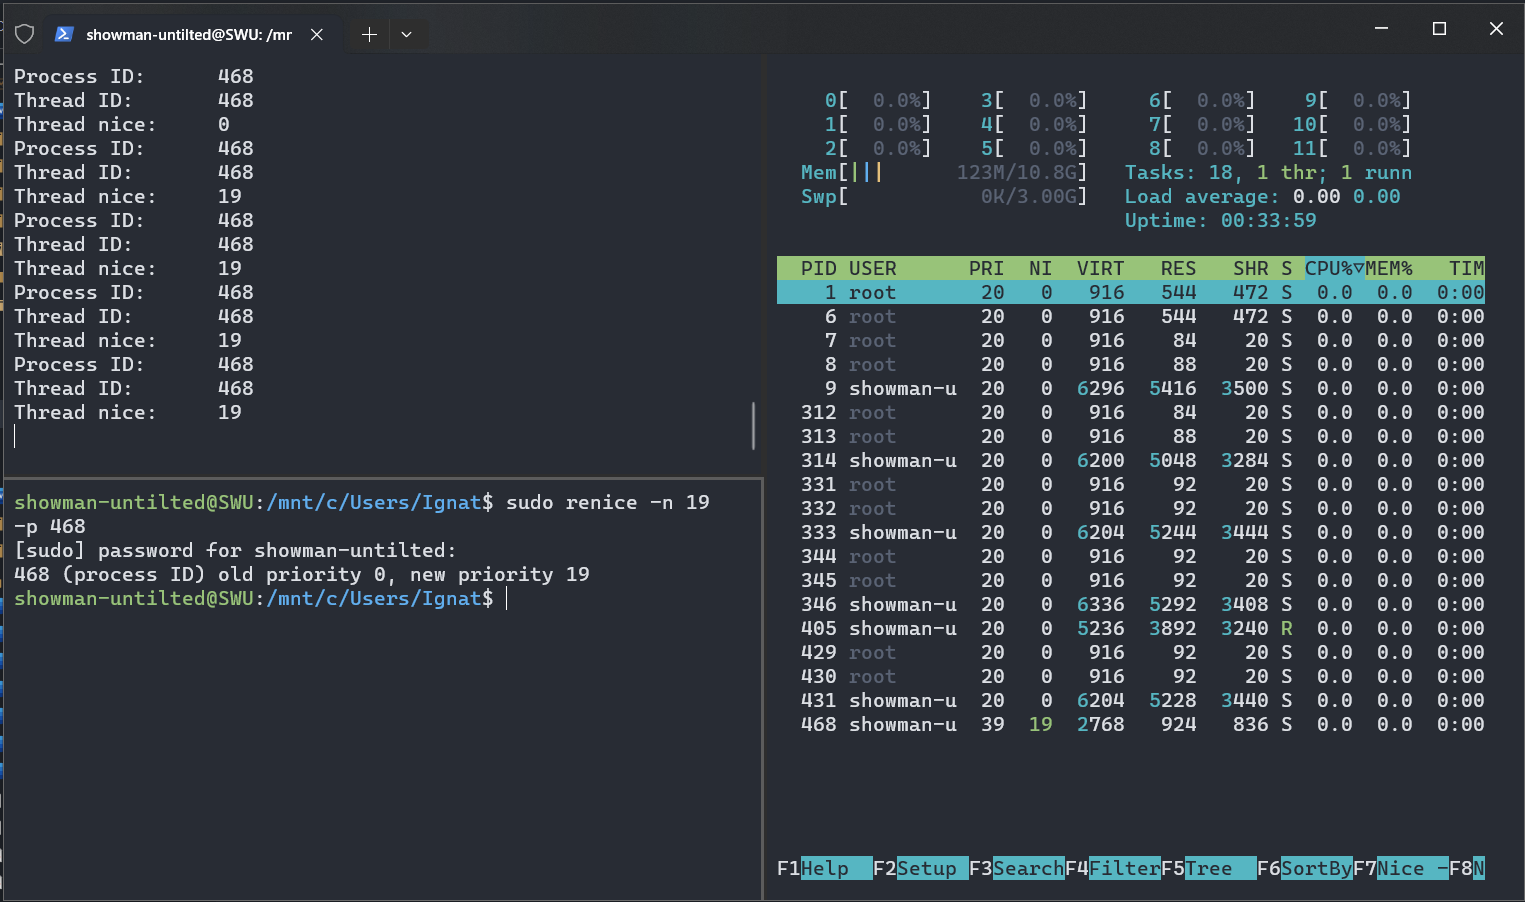 showman-untilted@SWU: /mr
Process ID:      468
Thread ID:       468
Thread nice:     0
Process ID:      468
Thread ID:       468
Thread nice:     19
Process ID:      468
Thread ID:       468
Thread nice:     19
Process ID:      468
Thread ID:       468
Thread nice:     19
Process ID:      468
Thread ID:       468
Thread nice:     19
showman-untilted@SWU:/mnt/c/Users/Ignat$ sudo renice -n 19
-p 468
[sudo] password for showman-untilted:
468 (process ID) old priority 0, new priority 19
showman-untilted@SWU:/mnt/c/Users/Ignat$
0[  0.0%]    3[  0.0%]     6[  0.0%]    9[  0.0%]
1[  0.0%]    4[  0.0%]     7[  0.0%]   10[  0.0%]
2[  0.0%]    5[  0.0%]     8[  0.0%]   11[  0.0%]
Mem[|||      123M/10.8G]   Tasks: 18, 1 thr; 1 runn
Swp[           0K/3.00G]   Load average: 0.00 0.00
Uptime: 00:33:59
PID USER      PRI  NI  VIRT   RES   SHR S CPU%▽MEM%   TIM
1 root       20   0   916   544   472 S  0.0  0.0  0:00
6 root       20   0   916   544   472 S  0.0  0.0  0:00
7 root       20   0   916    84    20 S  0.0  0.0  0:00
8 root       20   0   916    88    20 S  0.0  0.0  0:00
9 showman-u  20   0  6296  5416  3500 S  0.0  0.0  0:00
312 root       20   0   916    84    20 S  0.0  0.0  0:00
313 root       20   0   916    88    20 S  0.0  0.0  0:00
314 showman-u  20   0  6200  5048  3284 S  0.0  0.0  0:00
331 root       20   0   916    92    20 S  0.0  0.0  0:00
332 root       20   0   916    92    20 S  0.0  0.0  0:00
333 showman-u  20   0  6204  5244  3444 S  0.0  0.0  0:00
344 root       20   0   916    92    20 S  0.0  0.0  0:00
345 root       20   0   916    92    20 S  0.0  0.0  0:00
346 showman-u  20   0  6336  5292  3408 S  0.0  0.0  0:00
405 showman-u  20   0  5236  3892  3240 R  0.0  0.0  0:00
429 root       20   0   916    92    20 S  0.0  0.0  0:00
430 root       20   0   916    92    20 S  0.0  0.0  0:00
431 showman-u  20   0  6204  5228  3440 S  0.0  0.0  0:00
468 showman-u  39  19  2768   924   836 S  0.0  0.0  0:00
F1Help  F2Setup F3SearchF4FilterF5Tree  F6SortByF7Nice -F8N